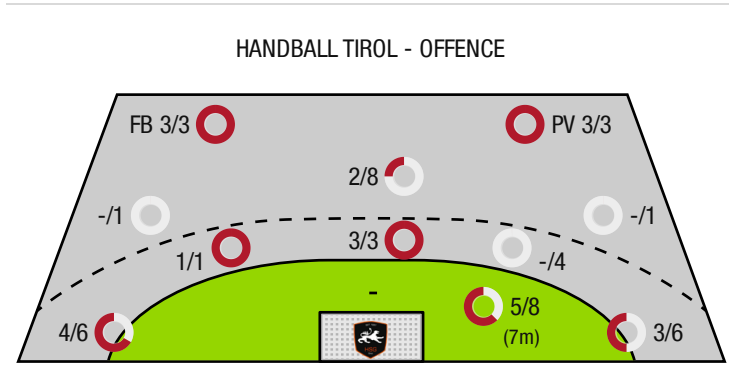 HANDBALL TIROL - OFFENCE
FB 3/3
PV 3/3
2/8
-/1
-/1
1/1
3/3
-/4
-
4/6
5/8
(7m)
3/6